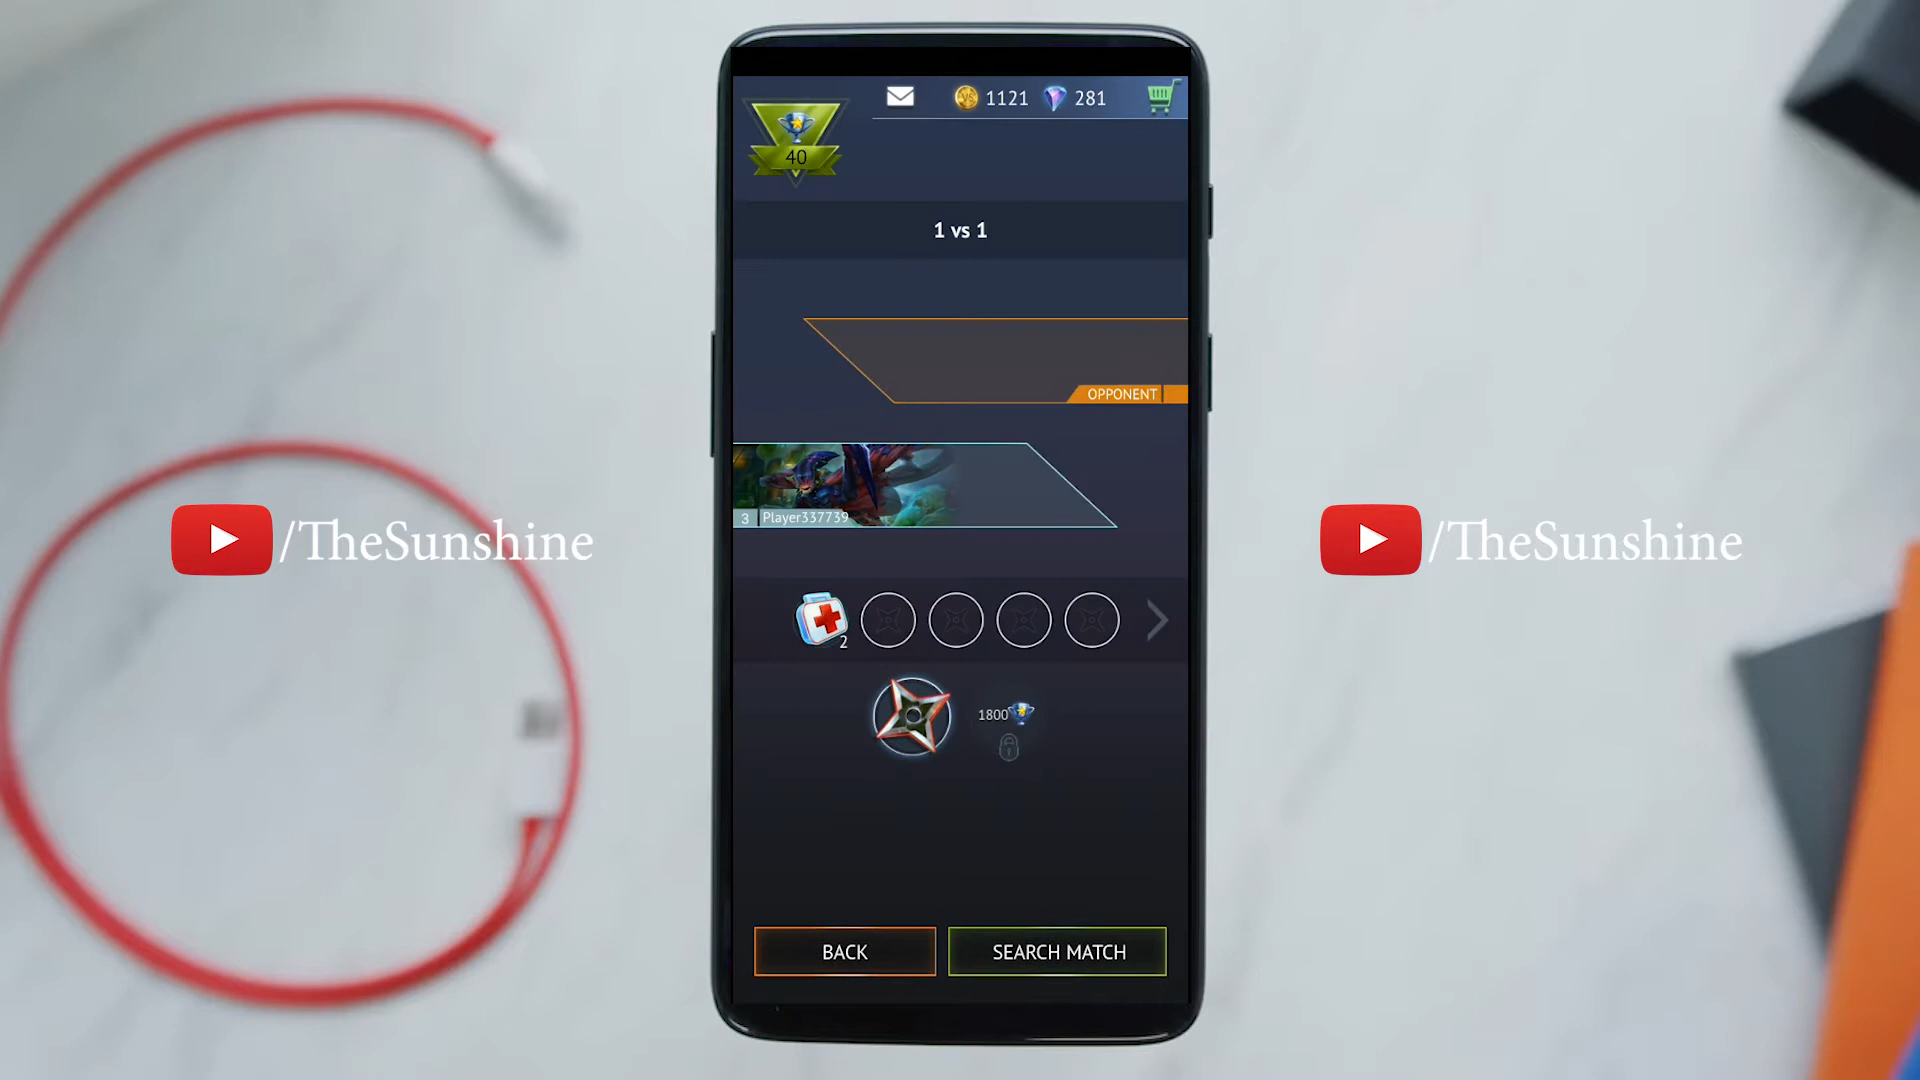 1121
281
40
1 vs 1
OPPONENT
3 Player337739
/TheSunshine
/TheSunshine
2
1800
BACK
SEARCH MATCH